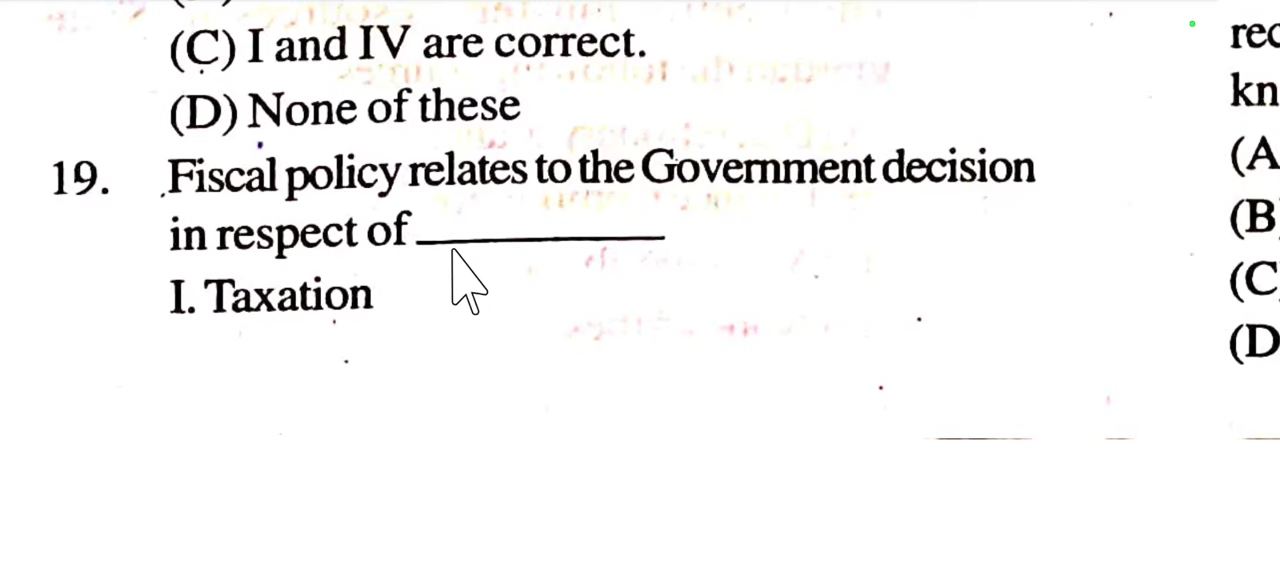 (C) I and IV are correct.
(D) None of these
19. Fiscal policy relates to the Government decision
in respect of ____________
I. Taxation
(A
(B
(C
(D